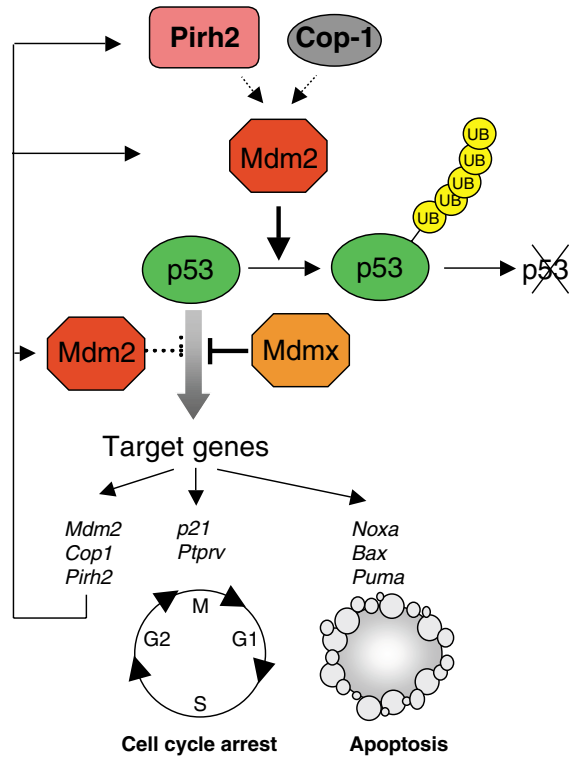 Pirh2
Cop-1
Mdm2
UB
UB
UB
UB
UB
p53
p53
p53
Mdm2
Mdmx
Target genes
Mdm2
Cop1
Pirh2
p21
Ptprv
Noxa
Bax
Puma
M
G2
G1
S
Cell cycle arrest
Apoptosis